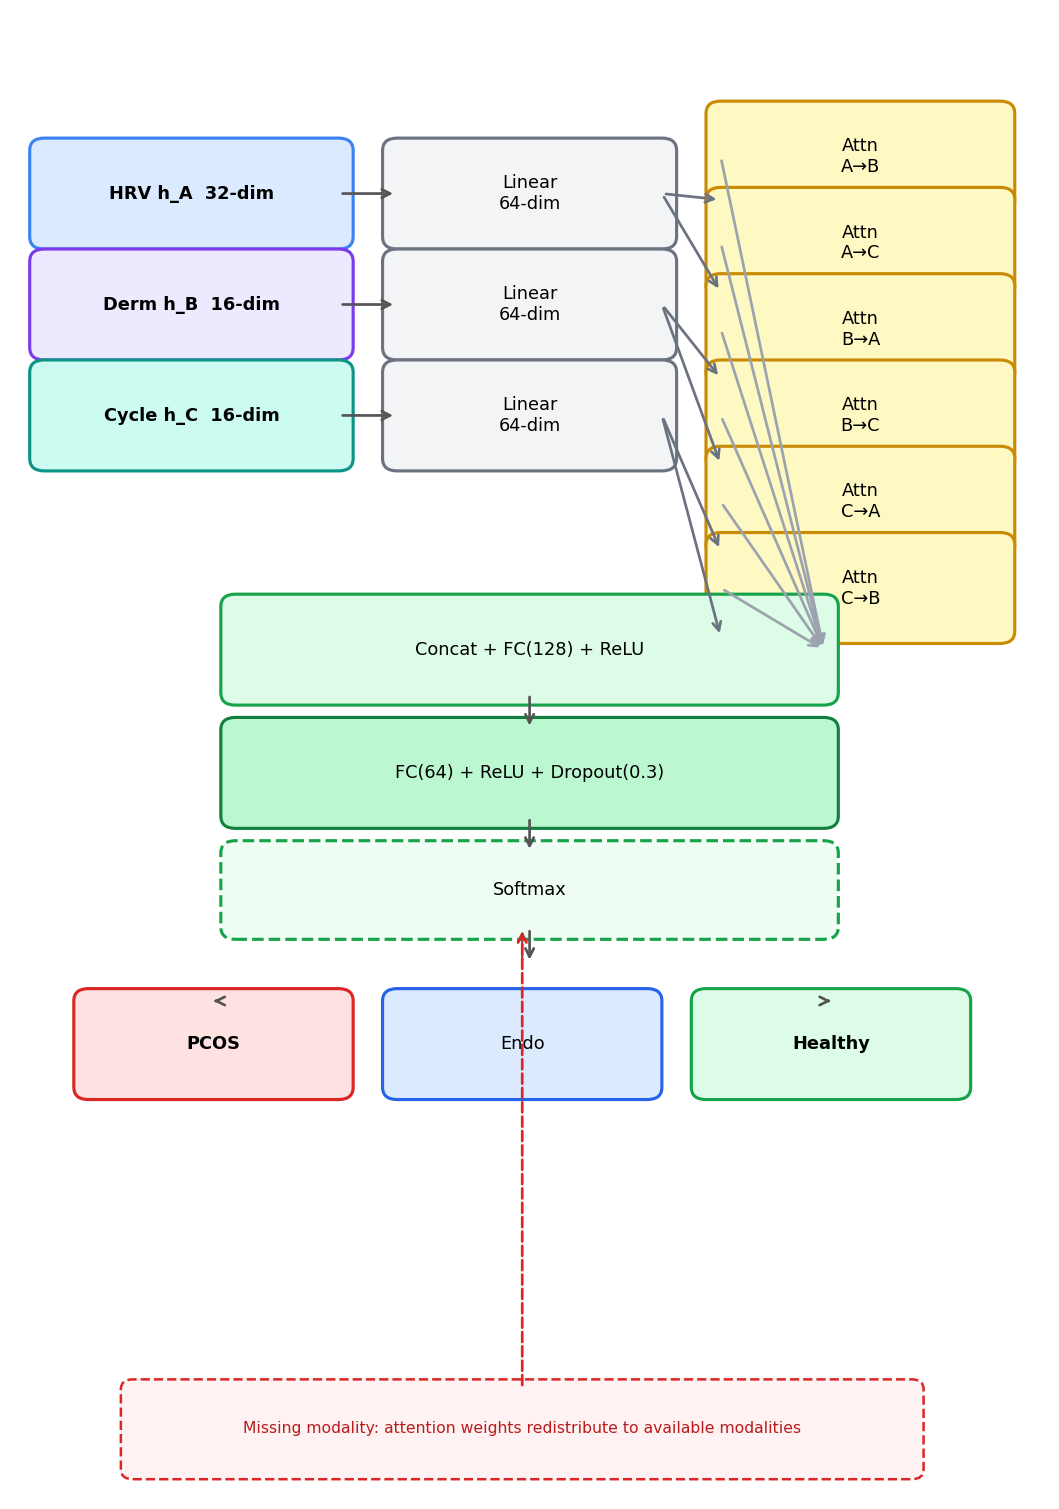 HRV h_A  32-dim
Linear
64-dim
Attn
A→B
Attn
A→C
Derm h_B  16-dim
Linear
64-dim
Attn
B→A
Cycle h_C  16-dim
Linear
64-dim
Attn
B→C
Attn
C→A
Attn
C→B
Concat + FC(128) + ReLU
FC(64) + ReLU + Dropout(0.3)
Softmax
PCOS
Endo
Healthy
Missing modality: attention weights redistribute to available modalities